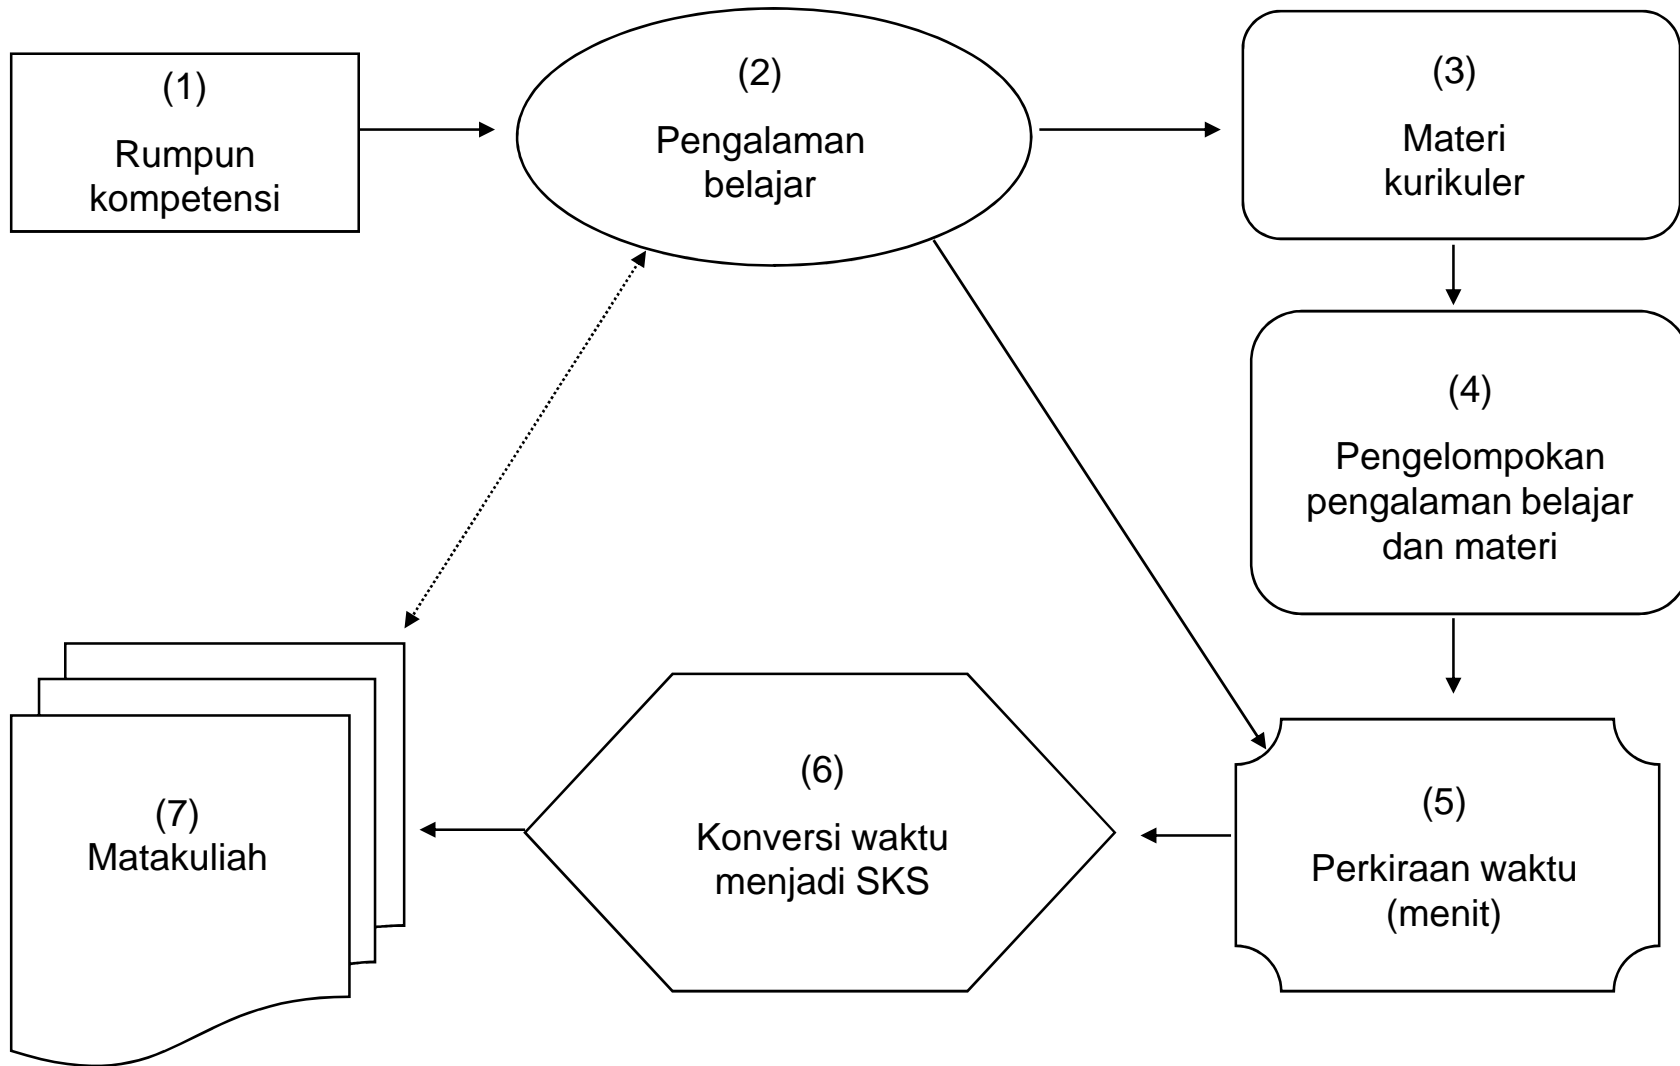 (1)
Rumpun
kompetensi
(2)
Pengalaman
belajar
(3)
Materi
kurikuler
(4)
Pengelompokan
pengalaman belajar
dan materi
(5)
Perkiraan waktu
(menit)
(6)
Konversi waktu
menjadi SKS
(7)
Matakuliah